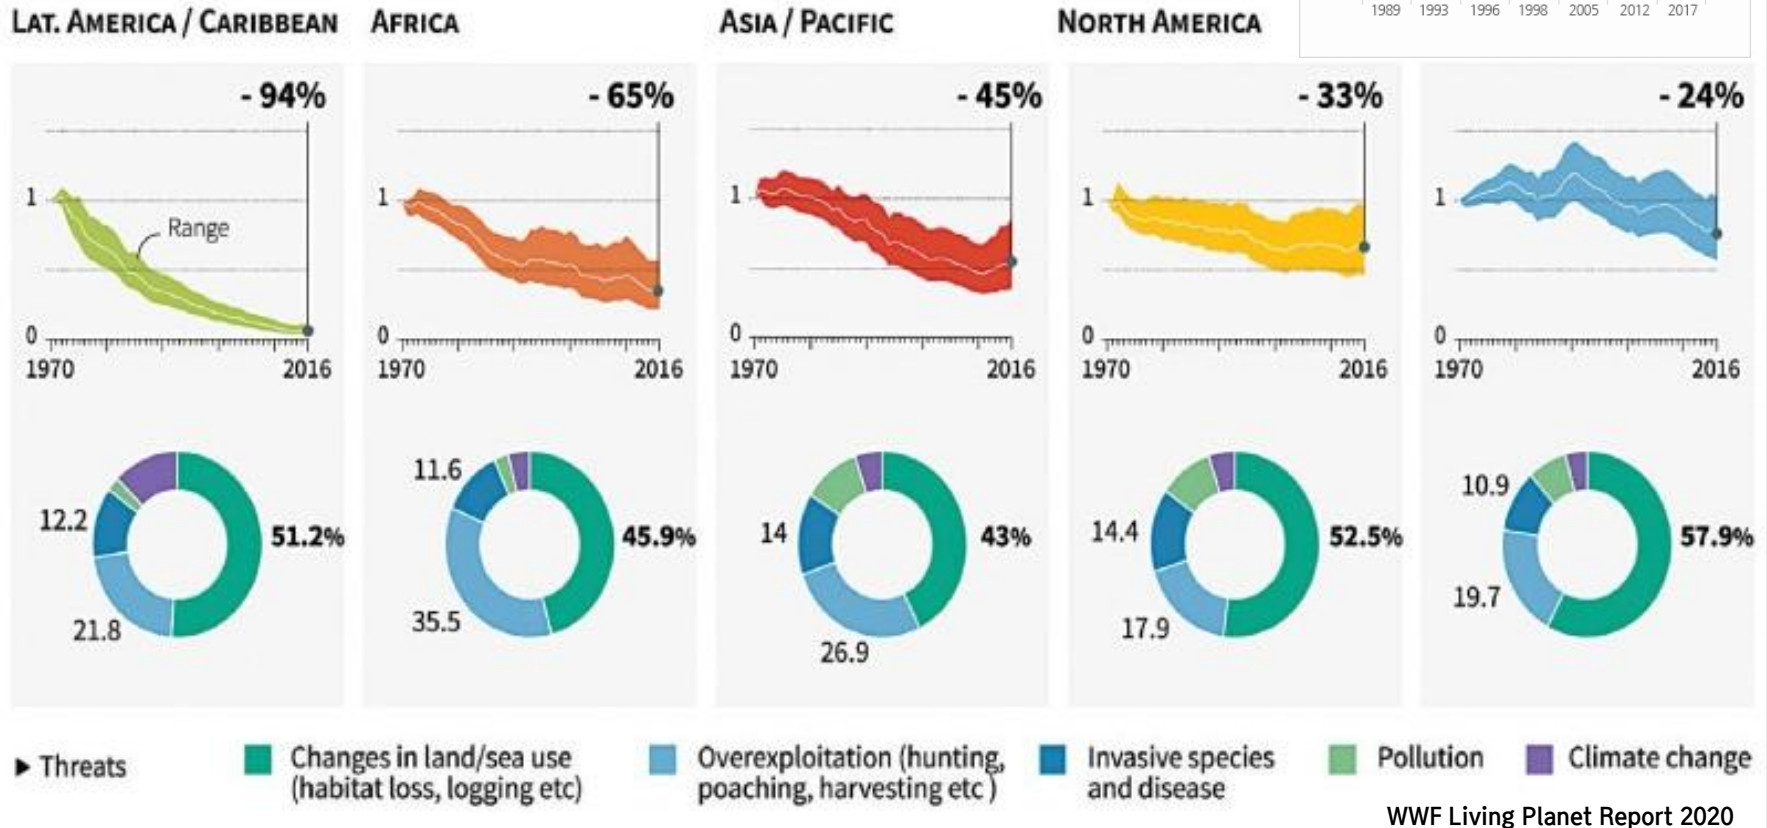 1989 1993 1996 1998 2005 2012 2017
LAT. AMERICA / CARIBBEAN
AFRICA
ASIA / PACIFIC
NORTH AMERICA
- 94%
- 65%
- 45%
- 33%
- 24%
1
Range
0
1970 2016
1
0
1970 2016
1
0
1970 2016
1
0
1970 2016
1
0
1970 2016
12.2
51.2%
21.8
11.6
45.9%
35.5
14
43%
26.9
14.4
52.5%
17.9
10.9
57.9%
19.7
▶ Threats
Changes in land/sea use
(habitat loss, logging etc)
Overexploitation (hunting,
poaching, harvesting etc )
Invasive species
and disease
Pollution
Climate change
WWF Living Planet Report 2020